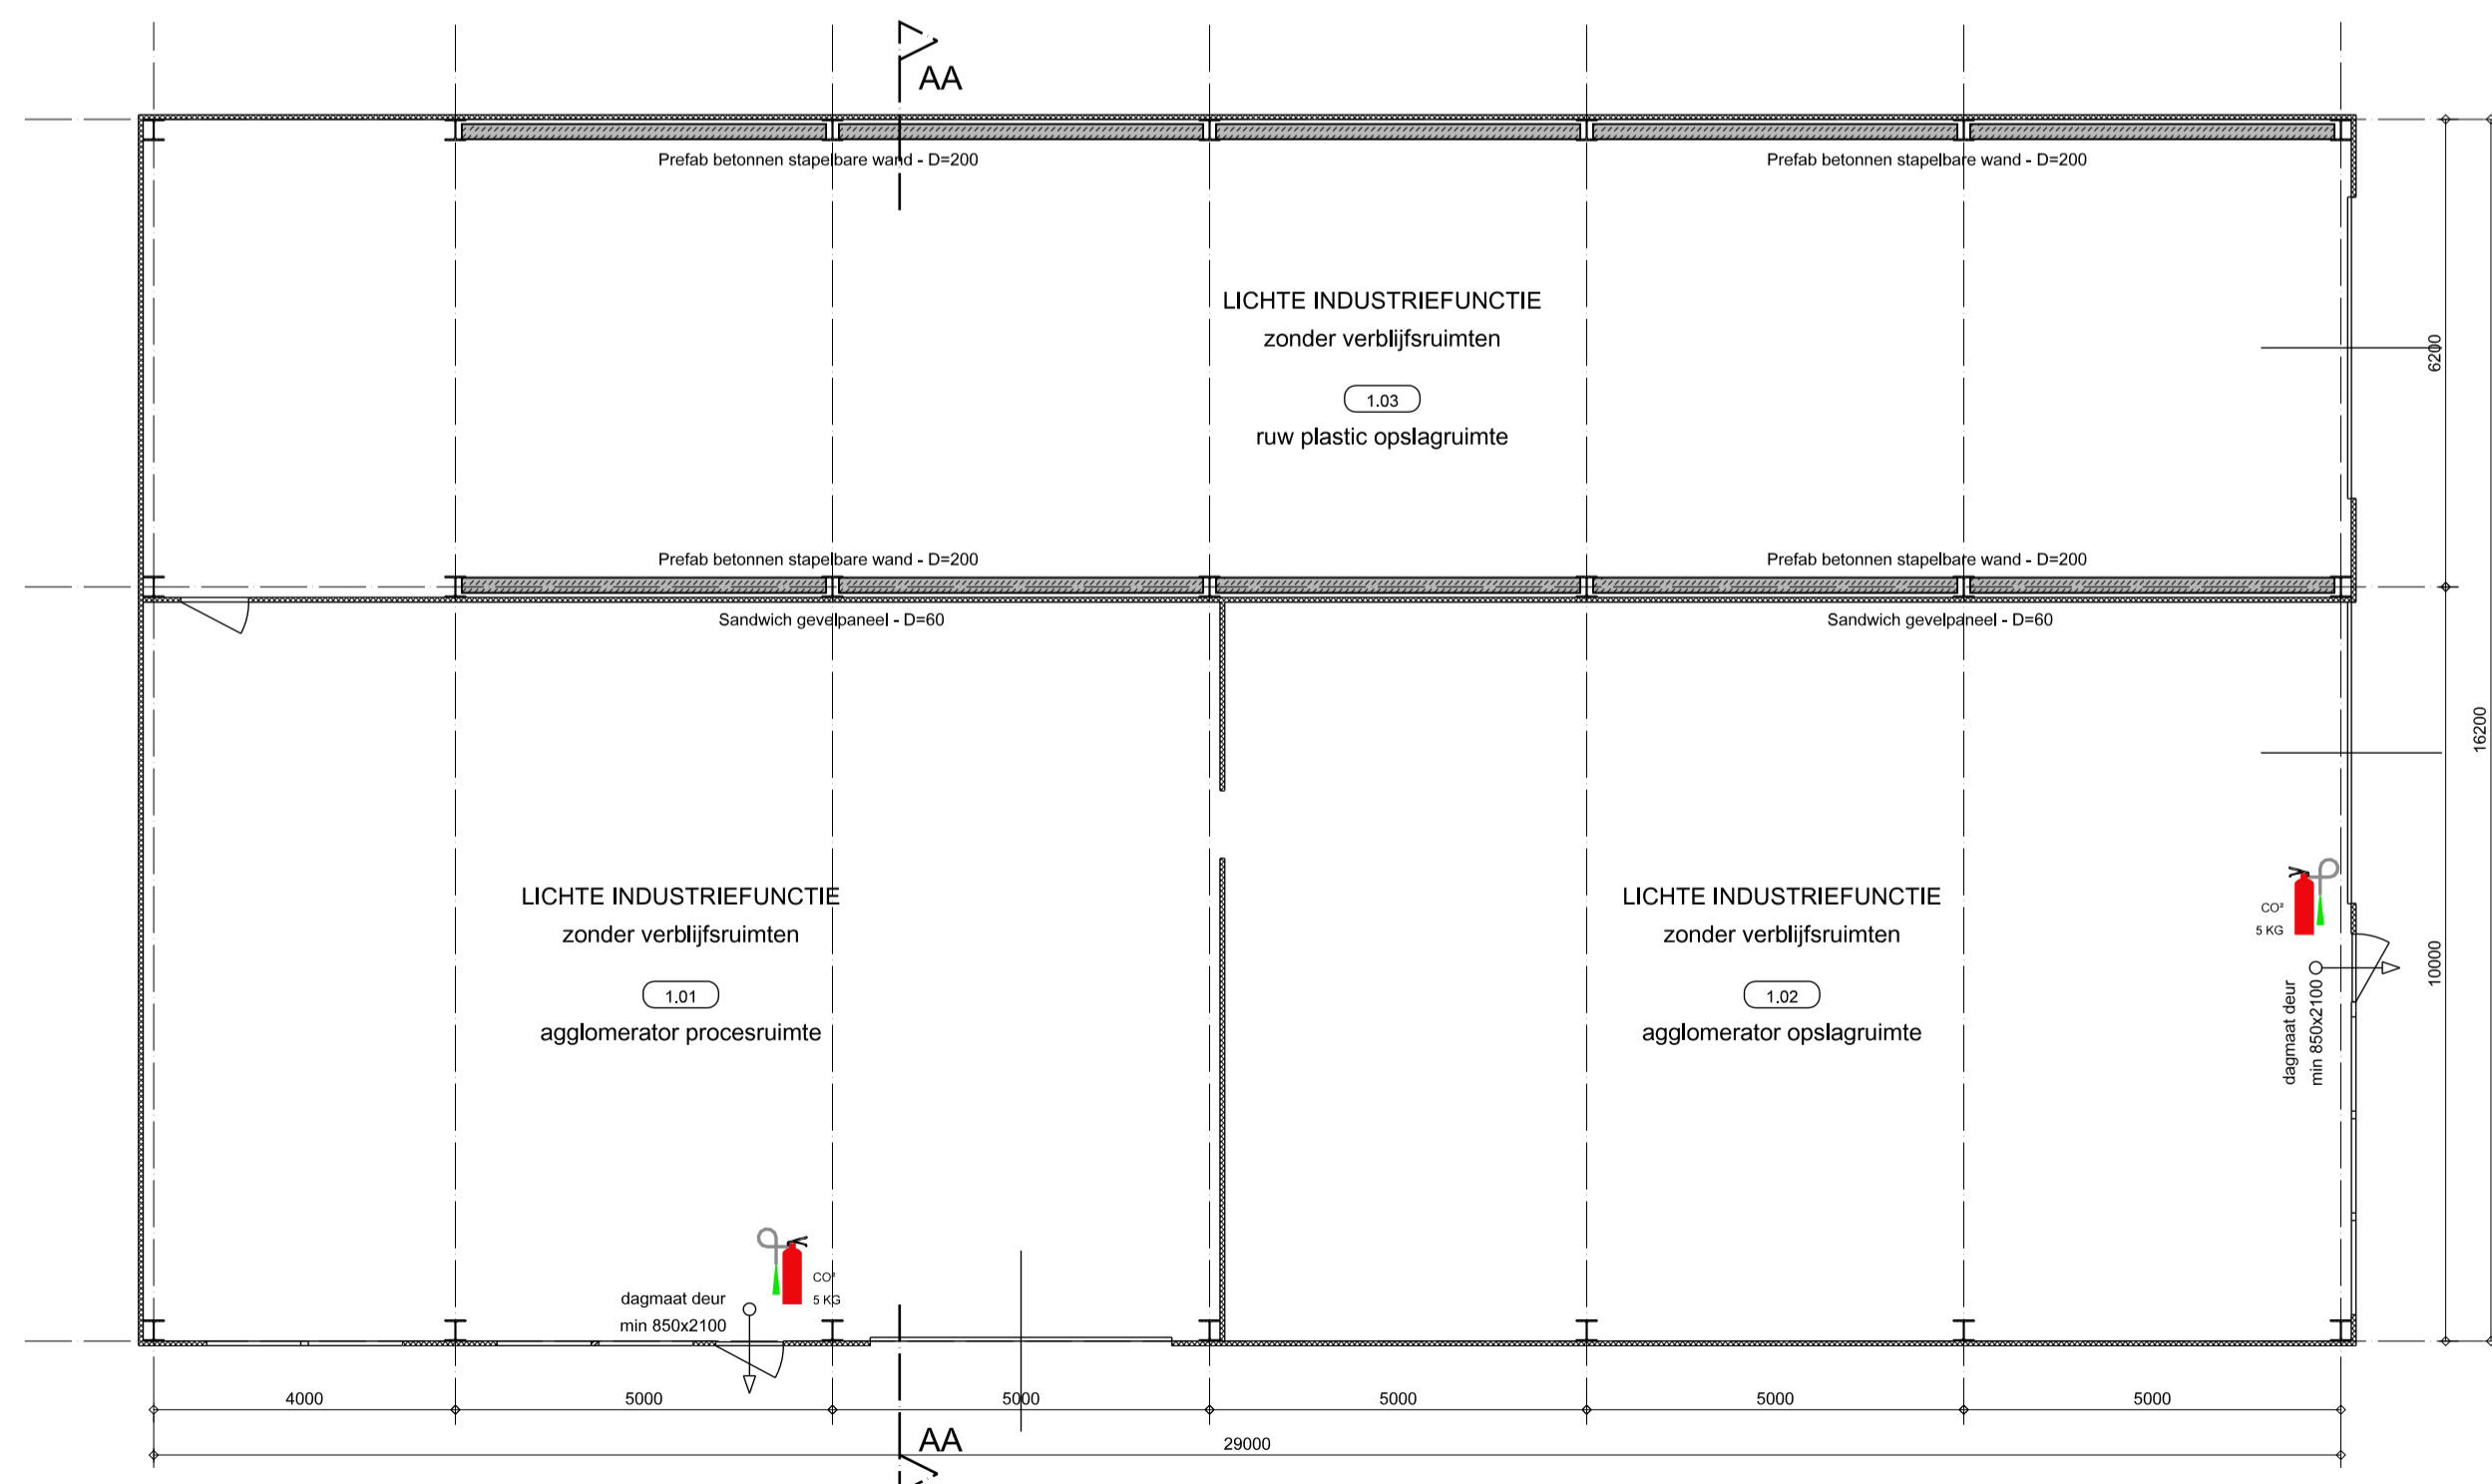 AA
Prefab betonnen stapelbare wand - D=200
Prefab betonnen stapelbare wand - D=200
LICHTE INDUSTRIEFUNCTIE
zonder verblijfsruimten
1.03
ruw plastic opslagruimte
6200
Prefab betonnen stapelbare wand - D=200
Prefab betonnen stapelbare wand - D=200
Sandwich gevelpaneel - D=60
Sandwich gevelpaneel - D=60
16200
LICHTE INDUSTRIEFUNCTIE
zonder verblijfsruimten
1.01
agglomerator procesruimte
LICHTE INDUSTRIEFUNCTIE
zonder verblijfsruimten
1.02
agglomerator opslagruimte
CO²
5 KG
dagmaat deur
min 850x2100
10000
CO²
5 KG
dagmaat deur
min 850x2100
4000
5000
5000
5000
5000
5000
AA
29000